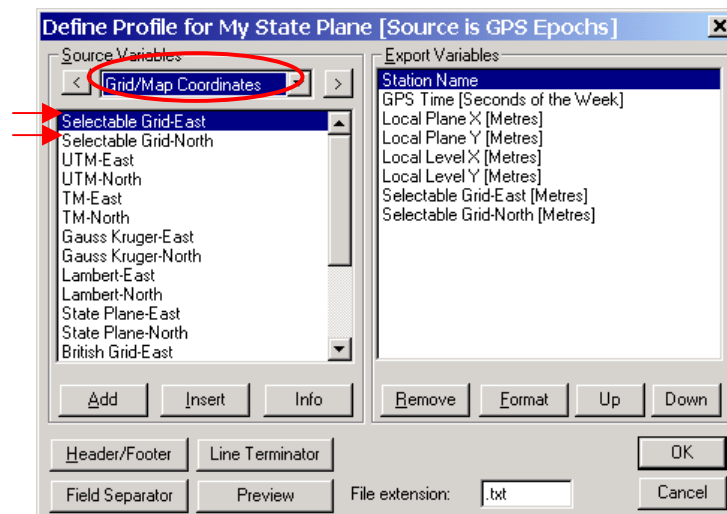 Define Profile for My State Plane [Source is GPS Epochs]
Source Variables
< Grid/Map Coordinates >
Selectable Grid-East
Selectable Grid-North
UTM-East
UTM-North
TM-East
TM-North
Gauss Kruger-East
Gauss Kruger-North
Lambert-East
Lambert-North
State Plane-East
State Plane-North
British Grid-East
Add Insert Info
Export Variables
Station Name
GPS Time [Seconds of the Week]
Local Plane X [Metres]
Local Plane Y [Metres]
Local Level X [Metres]
Local Level Y [Metres]
Selectable Grid-East [Metres]
Selectable Grid-North [Metres]
Remove Format Up Down
Header/Footer Line Terminator OK
Field Separator Preview File extension: .txt Cancel